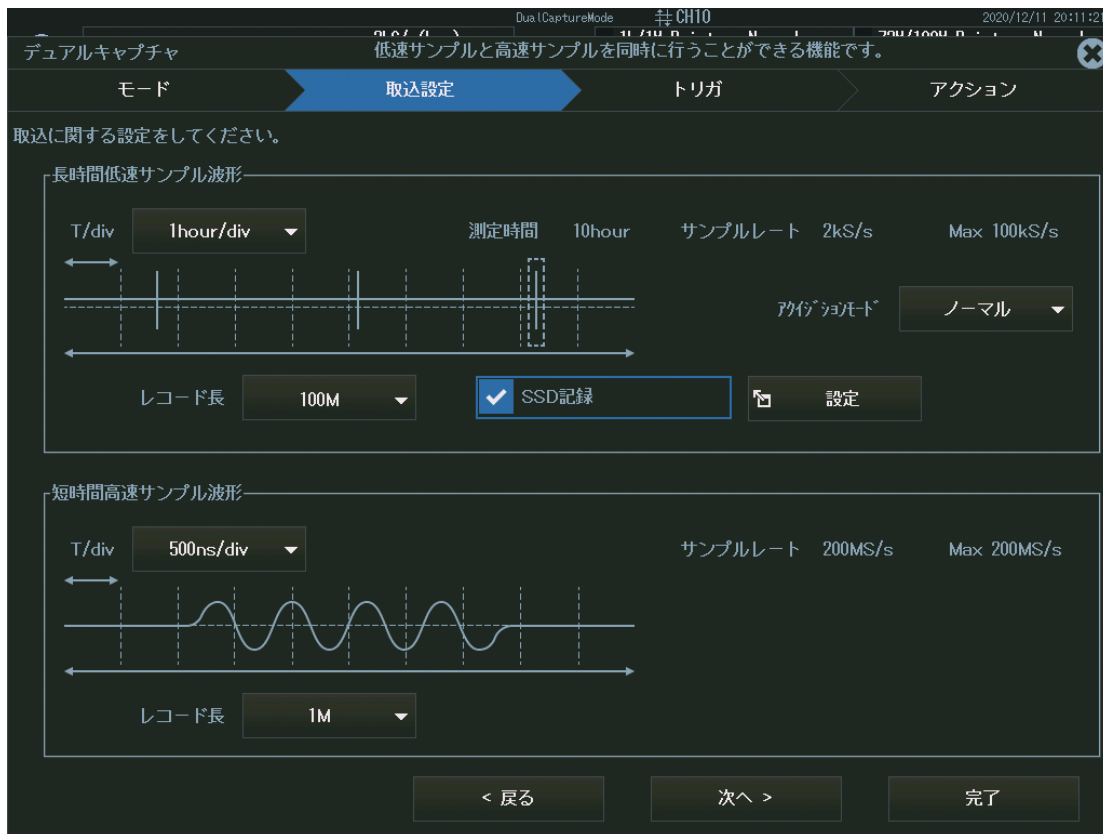 DualCaptureMode CH10 2020/12/11 20:11:21
デュアルキャプチャ 低速サンプルと高速サンプルを同時に行うことができる機能です。
モード 取込設定 トリガ アクション
取込に関する設定をしてください。
長時間低速サンプル波形
T/div 1hour/div 測定時間 10hour サンプルレート 2kS/s Max 100kS/s
ｱｸｲｼﾞｼｮﾝﾓｰﾄﾞ ノーマル
レコード長 100M SSD記録 設定
短時間高速サンプル波形
T/div 500ns/div サンプルレート 200MS/s Max 200MS/s
レコード長 1M
< 戻る 次へ > 完了